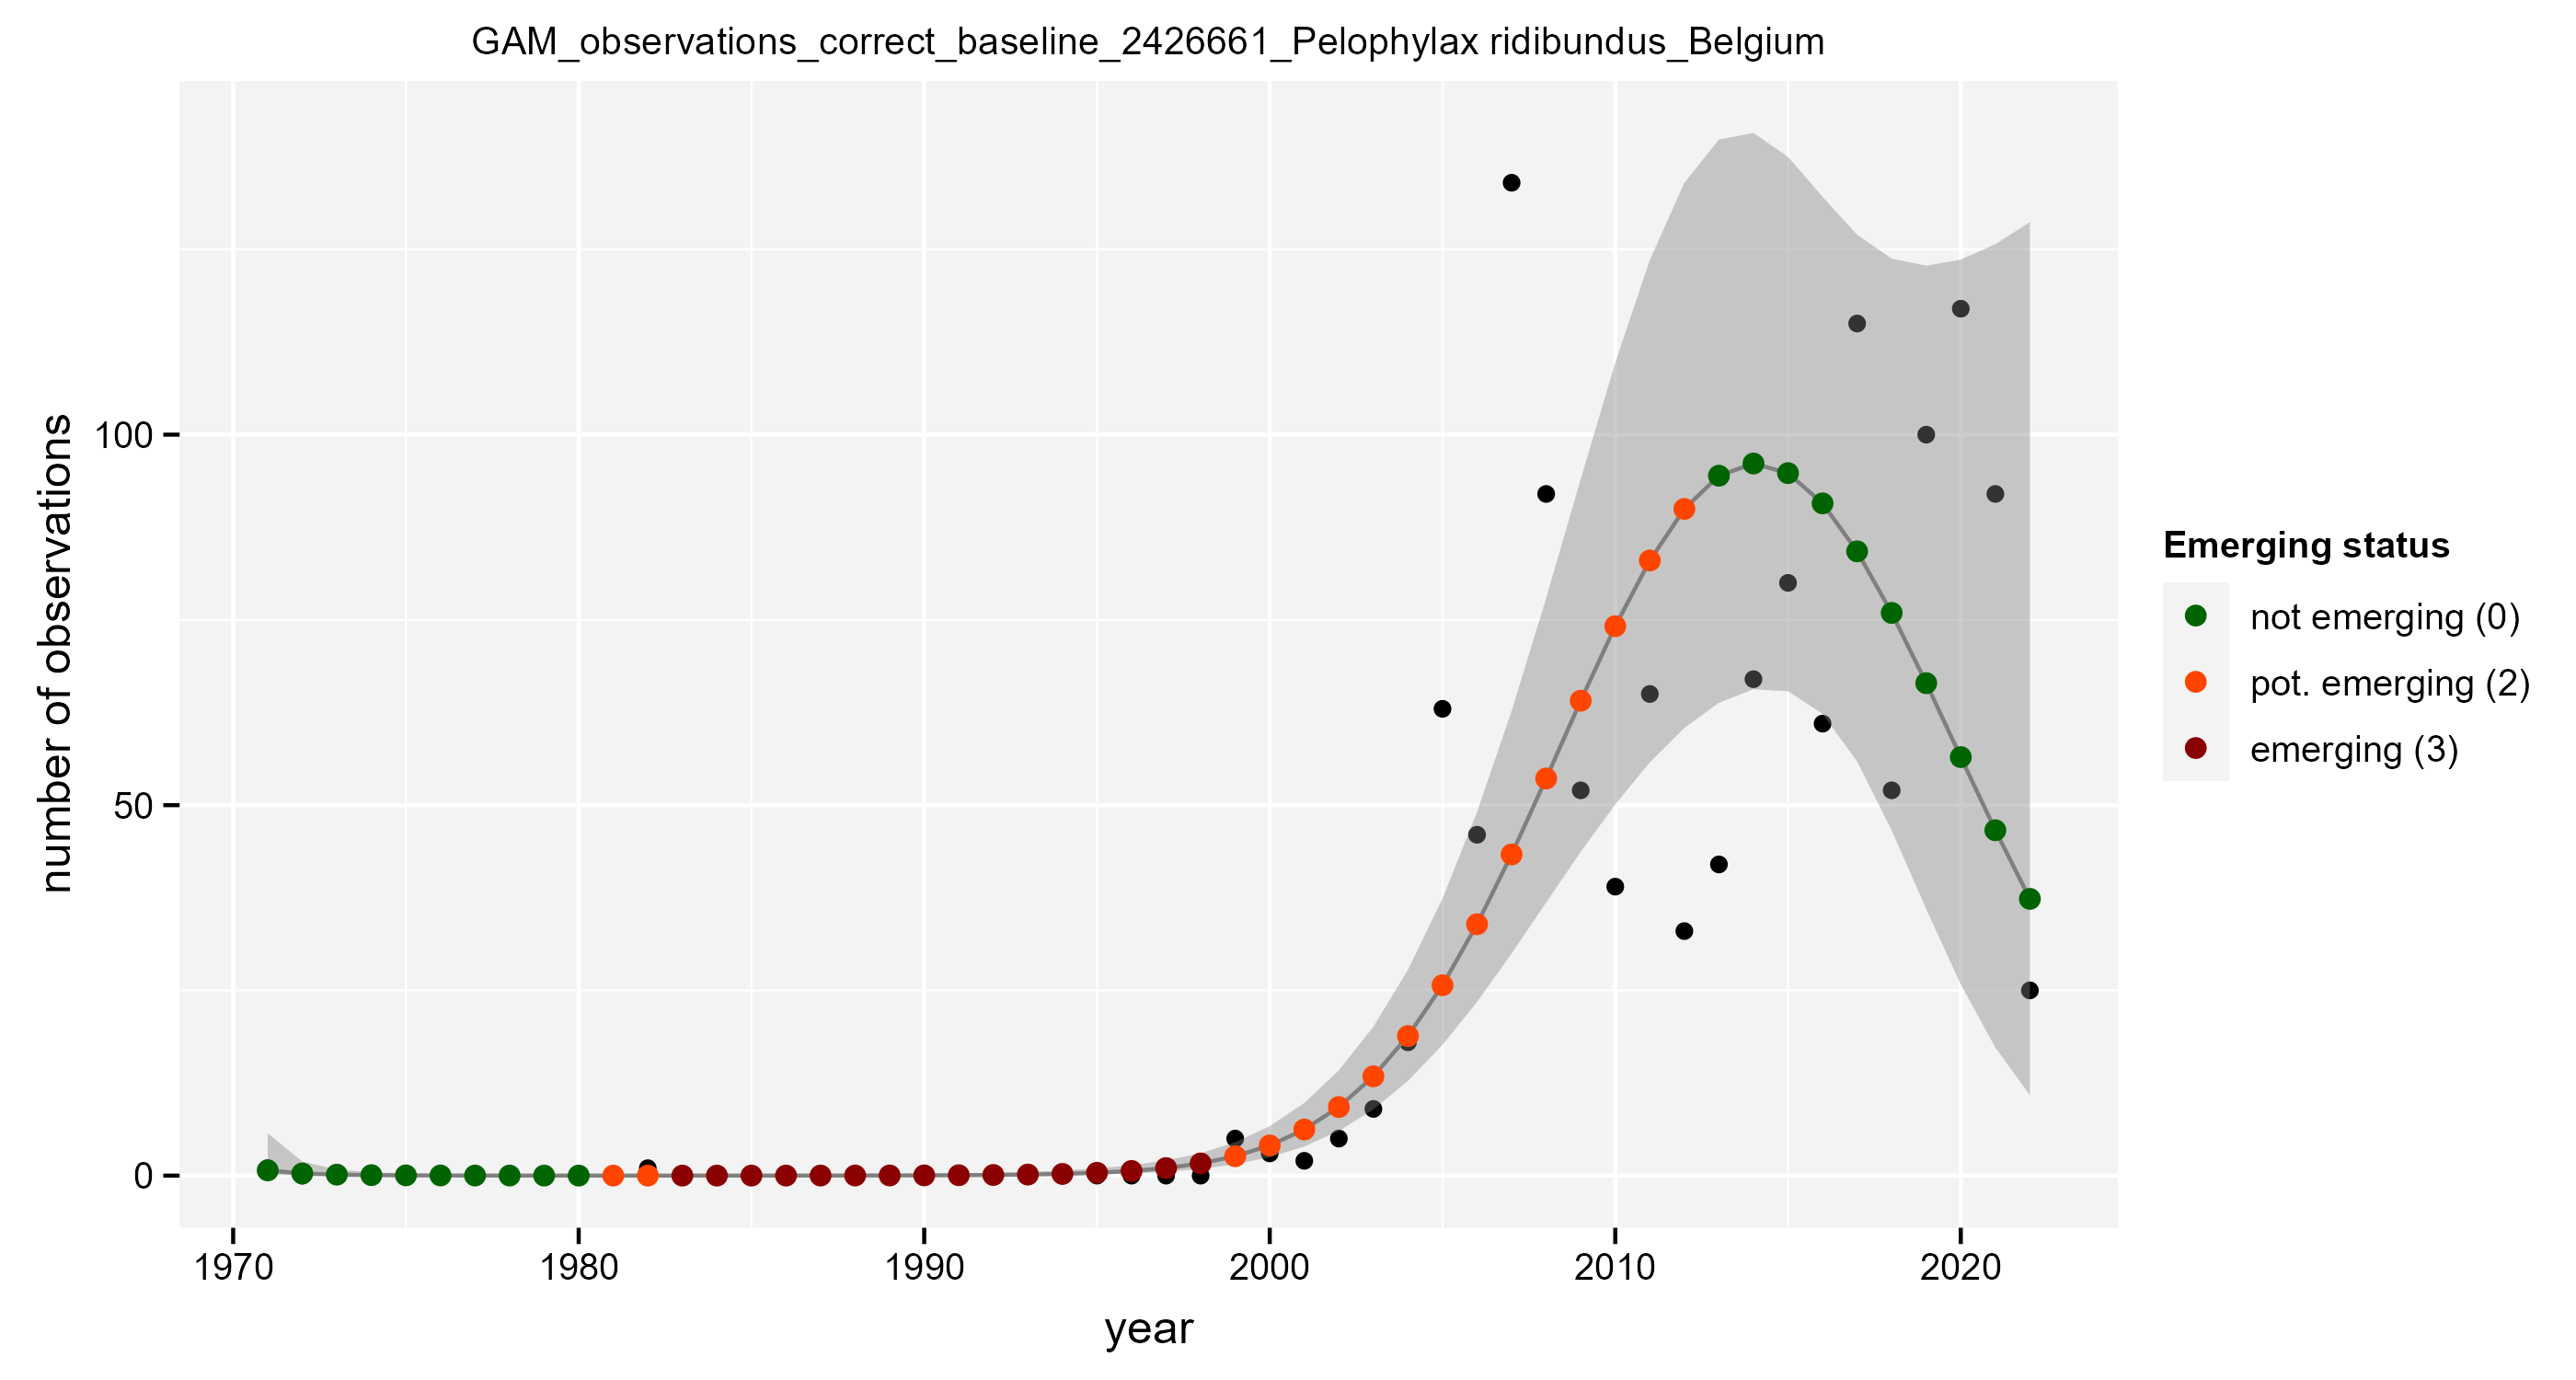 GAM_observations_correct_baseline_2426661_Pelophylax ridibundus_Belgium
number of observations
100
50
0
1970 1980 1990 2000 2010 2020
year
Emerging status
not emerging (0)
pot. emerging (2)
emerging (3)